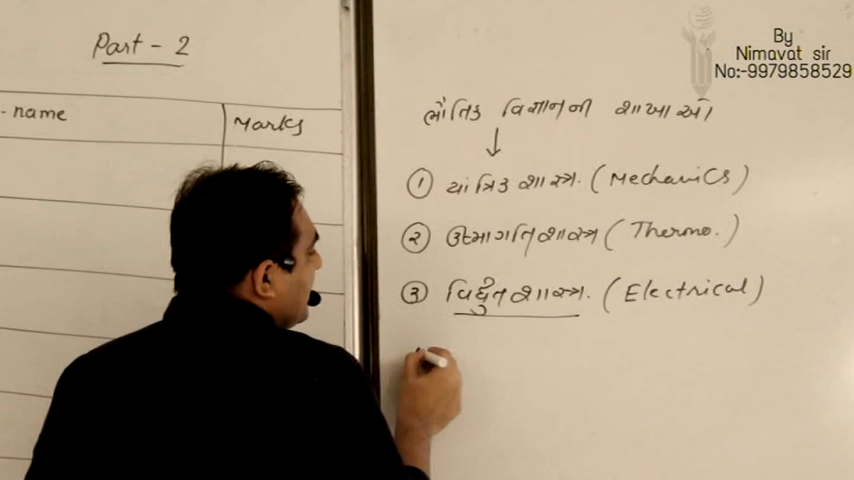 Part - 2
- name
Marks
By
Nimavat sir
No:-9979858529
ભૌતિક વિજ્ઞાનની શાખાઓ
① યાંત્રિક શાસ્ત્ર. (Mechanics)
② ઉષ્માગતિશાસ્ત્ર (Thermo.)
③ વિદ્યુતશાસ્ત્ર. (Electrical)